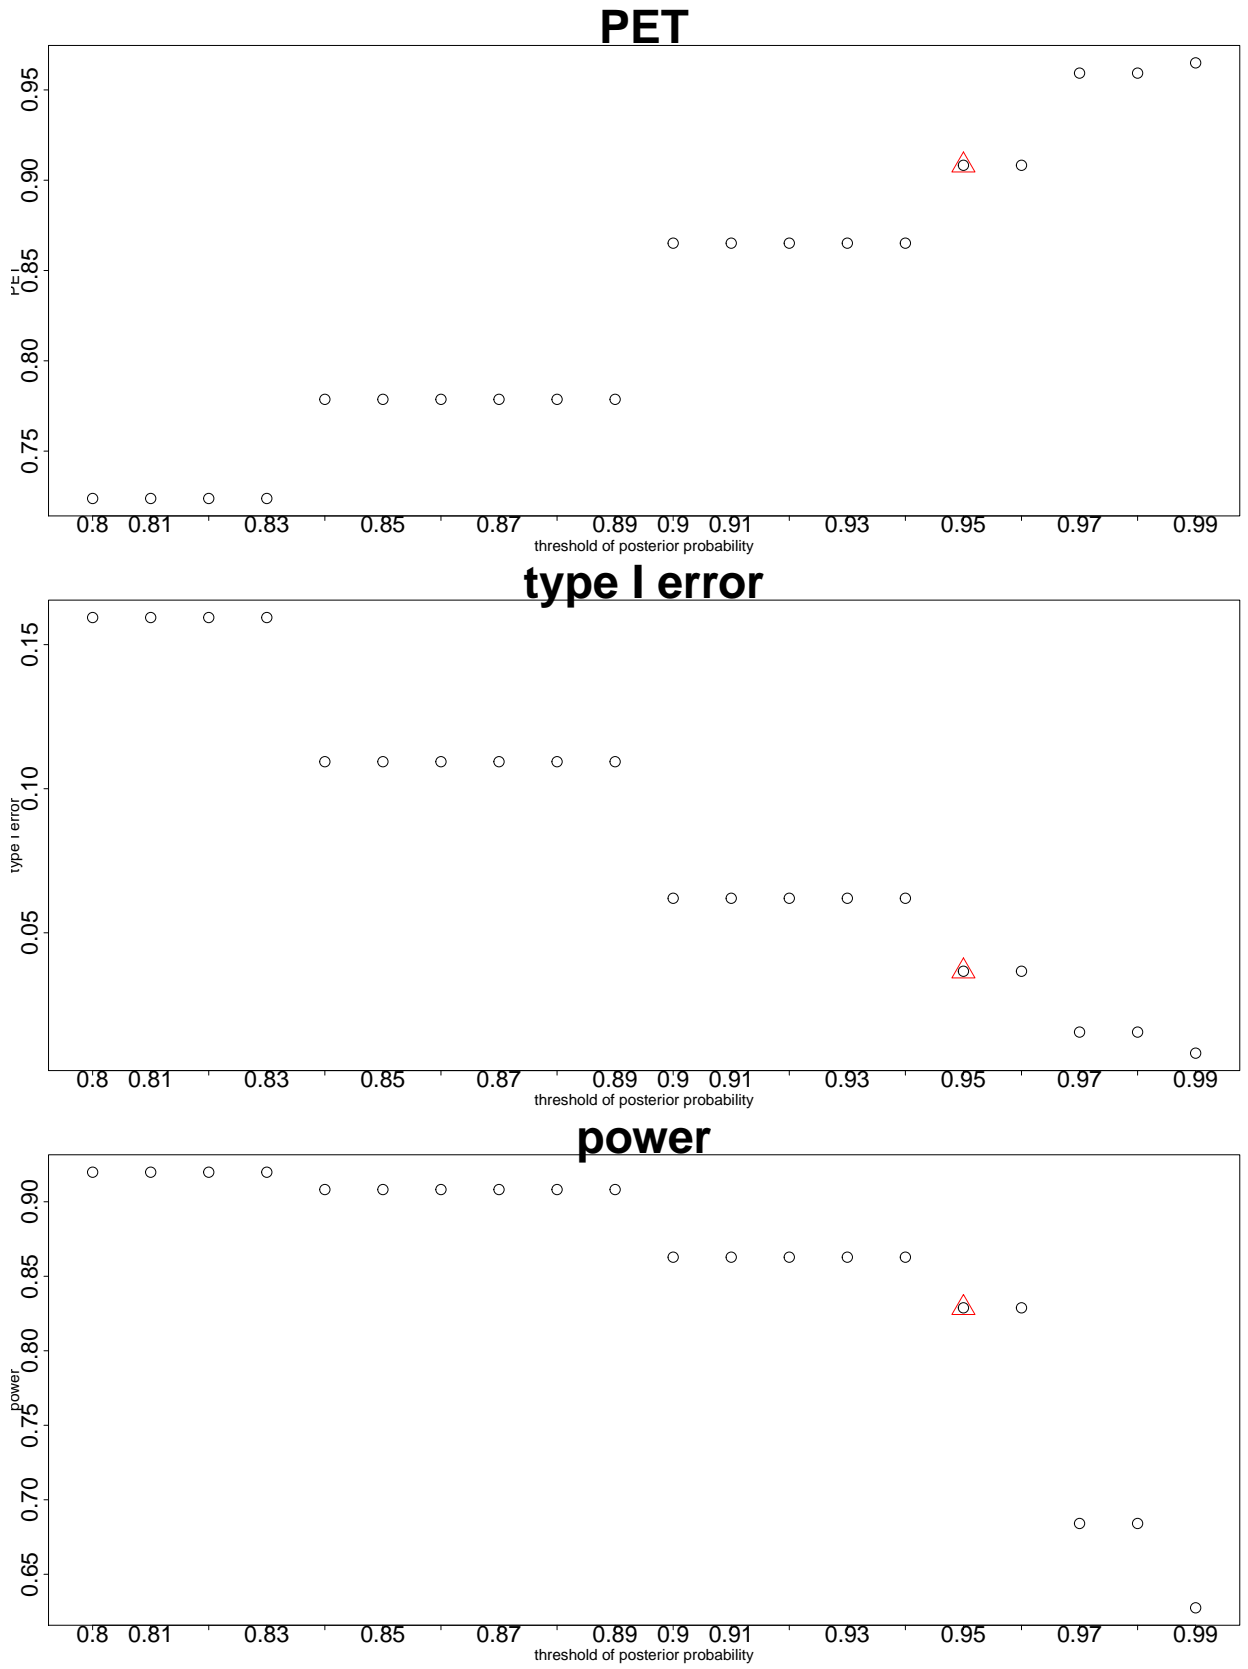 PET
0.95
0.90
0.85
0.80
0.75
PET
0.8 0.81 0.83 0.85 0.87 0.89 0.9 0.91 0.93 0.95 0.97 0.99
threshold of posterior probability
type I error
0.15
0.10
0.05
type I error
0.8 0.81 0.83 0.85 0.87 0.89 0.9 0.91 0.93 0.95 0.97 0.99
threshold of posterior probability
power
0.90
0.85
0.80
0.75
0.70
0.65
power
0.8 0.81 0.83 0.85 0.87 0.89 0.9 0.91 0.93 0.95 0.97 0.99
threshold of posterior probability